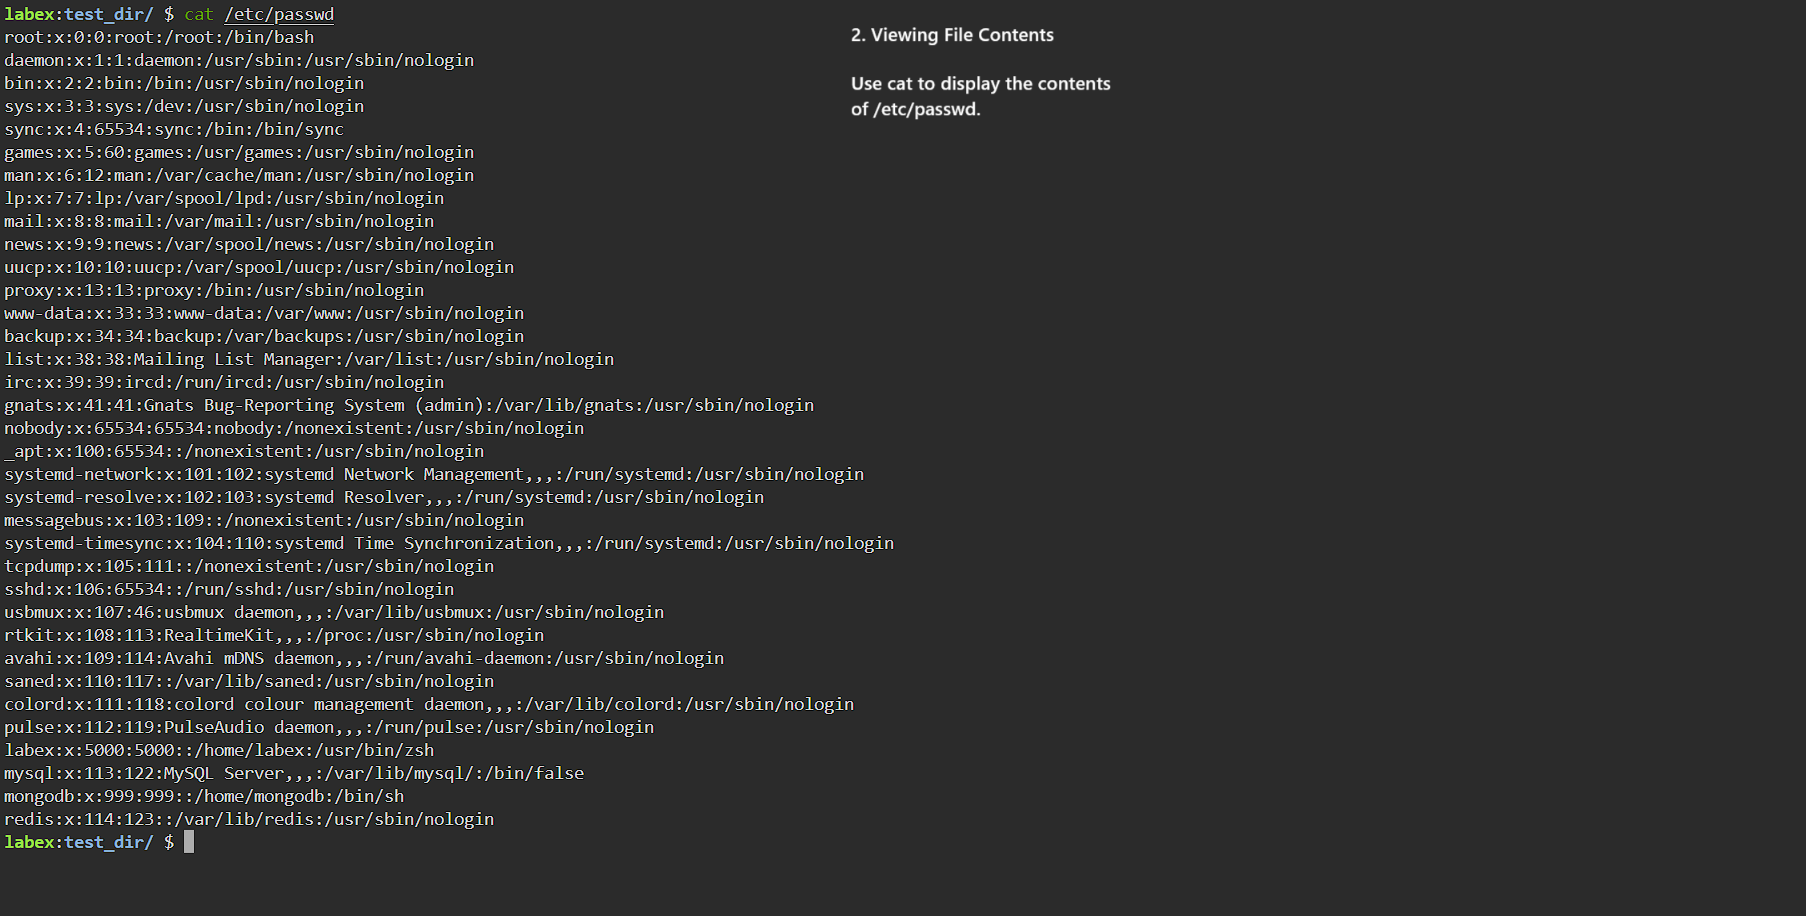 labex:test_dir/ $ cat /etc/passwd
root:x:0:0:root:/root:/bin/bash
daemon:x:1:1:daemon:/usr/sbin:/usr/sbin/nologin
bin:x:2:2:bin:/bin:/usr/sbin/nologin
sys:x:3:3:sys:/dev:/usr/sbin/nologin
sync:x:4:65534:sync:/bin:/bin/sync
games:x:5:60:games:/usr/games:/usr/sbin/nologin
man:x:6:12:man:/var/cache/man:/usr/sbin/nologin
lp:x:7:7:lp:/var/spool/lpd:/usr/sbin/nologin
mail:x:8:8:mail:/var/mail:/usr/sbin/nologin
news:x:9:9:news:/var/spool/news:/usr/sbin/nologin
uucp:x:10:10:uucp:/var/spool/uucp:/usr/sbin/nologin
proxy:x:13:13:proxy:/bin:/usr/sbin/nologin
www-data:x:33:33:www-data:/var/www:/usr/sbin/nologin
backup:x:34:34:backup:/var/backups:/usr/sbin/nologin
list:x:38:38:Mailing List Manager:/var/list:/usr/sbin/nologin
irc:x:39:39:ircd:/run/ircd:/usr/sbin/nologin
gnats:x:41:41:Gnats Bug-Reporting System (admin):/var/lib/gnats:/usr/sbin/nologin
nobody:x:65534:65534:nobody:/nonexistent:/usr/sbin/nologin
_apt:x:100:65534::/nonexistent:/usr/sbin/nologin
systemd-network:x:101:102:systemd Network Management,,,:/run/systemd:/usr/sbin/nologin
systemd-resolve:x:102:103:systemd Resolver,,,:/run/systemd:/usr/sbin/nologin
messagebus:x:103:109::/nonexistent:/usr/sbin/nologin
systemd-timesync:x:104:110:systemd Time Synchronization,,,:/run/systemd:/usr/sbin/nologin
tcpdump:x:105:111::/nonexistent:/usr/sbin/nologin
sshd:x:106:65534::/run/sshd:/usr/sbin/nologin
usbmux:x:107:46:usbmux daemon,,,:/var/lib/usbmux:/usr/sbin/nologin
rtkit:x:108:113:RealtimeKit,,,:/proc:/usr/sbin/nologin
avahi:x:109:114:Avahi mDNS daemon,,,:/run/avahi-daemon:/usr/sbin/nologin
saned:x:110:117::/var/lib/saned:/usr/sbin/nologin
colord:x:111:118:colord colour management daemon,,,:/var/lib/colord:/usr/sbin/nologin
pulse:x:112:119:PulseAudio daemon,,,:/run/pulse:/usr/sbin/nologin
labex:x:5000:5000::/home/labex:/usr/bin/zsh
mysql:x:113:122:MySQL Server,,,:/var/lib/mysql/:/bin/false
mongodb:x:999:999::/home/mongodb:/bin/sh
redis:x:114:123::/var/lib/redis:/usr/sbin/nologin
labex:test_dir/ $
2. Viewing File Contents
Use cat to display the contents
of /etc/passwd.